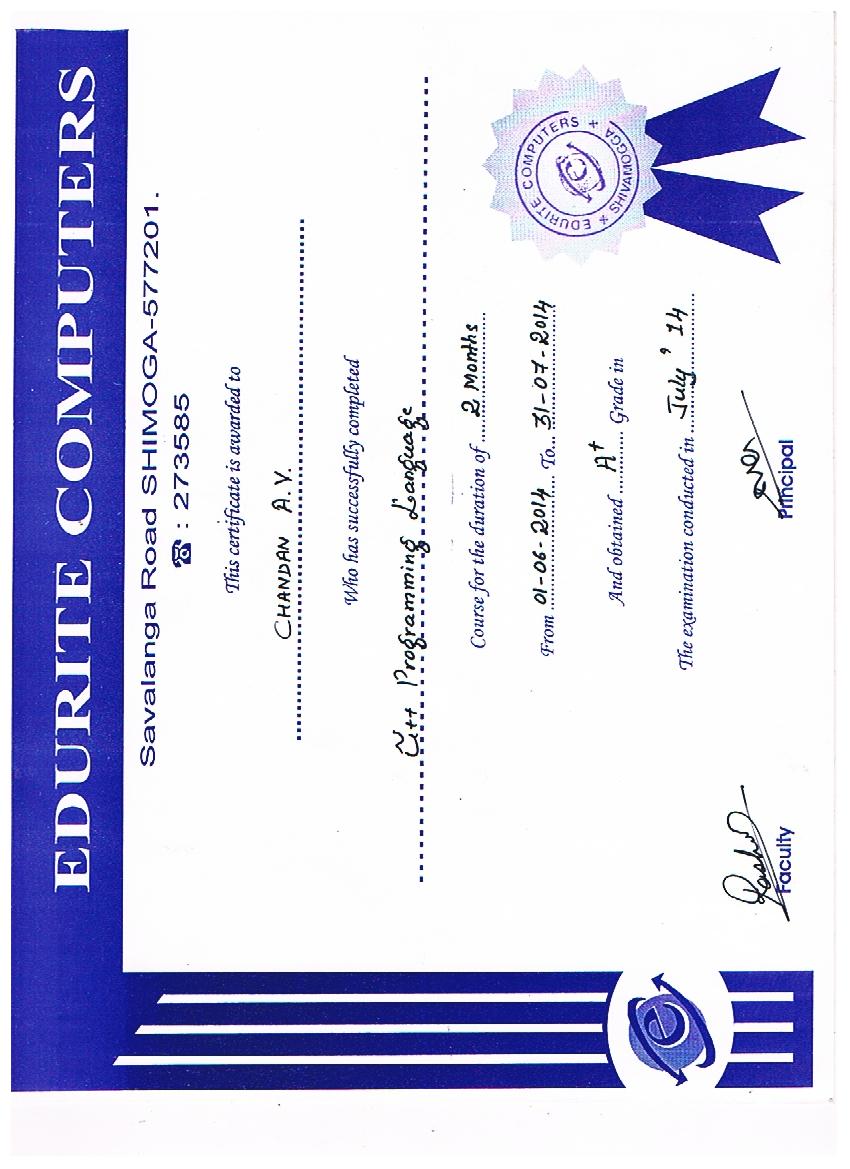 EDURITE COMPUTERS
Savalanga Road SHIMOGA-577201.
☎ : 273585
This certificate is awarded to
CHANDAN A.Y.
Who has successfully completed
C++ Programming Language
Course for the duration of 2 Months
From 01-06-2014 To 31-07-2014
And obtained A+ Grade in
The examination conducted in July' 14
Faculty
Principal
EDURITE COMPUTERS + SHIVAMOGGA +
e
e